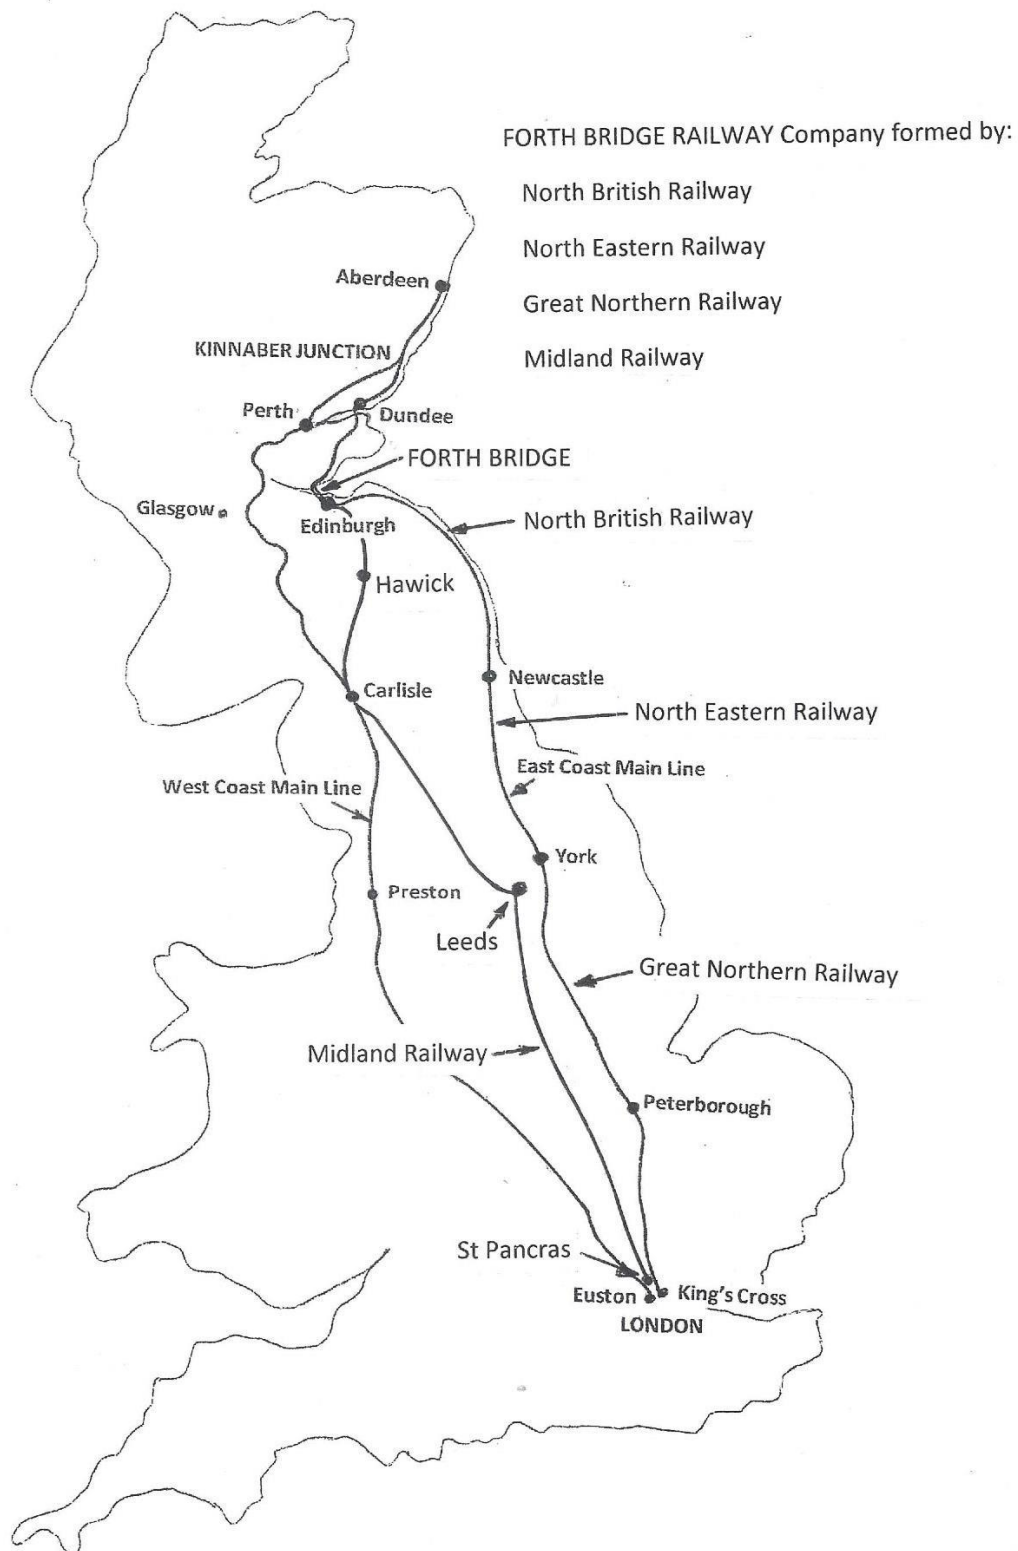 FORTH BRIDGE RAILWAY Company formed by:
North British Railway
North Eastern Railway
Great Northern Railway
Midland Railway
Aberdeen
KINNABER JUNCTION
Perth
Dundee
FORTH BRIDGE
Glasgow
Edinburgh
North British Railway
Hawick
Newcastle
Carlisle
North Eastern Railway
East Coast Main Line
West Coast Main Line
York
Preston
Leeds
Great Northern Railway
Midland Railway
Peterborough
St Pancras
Euston
King's Cross
LONDON